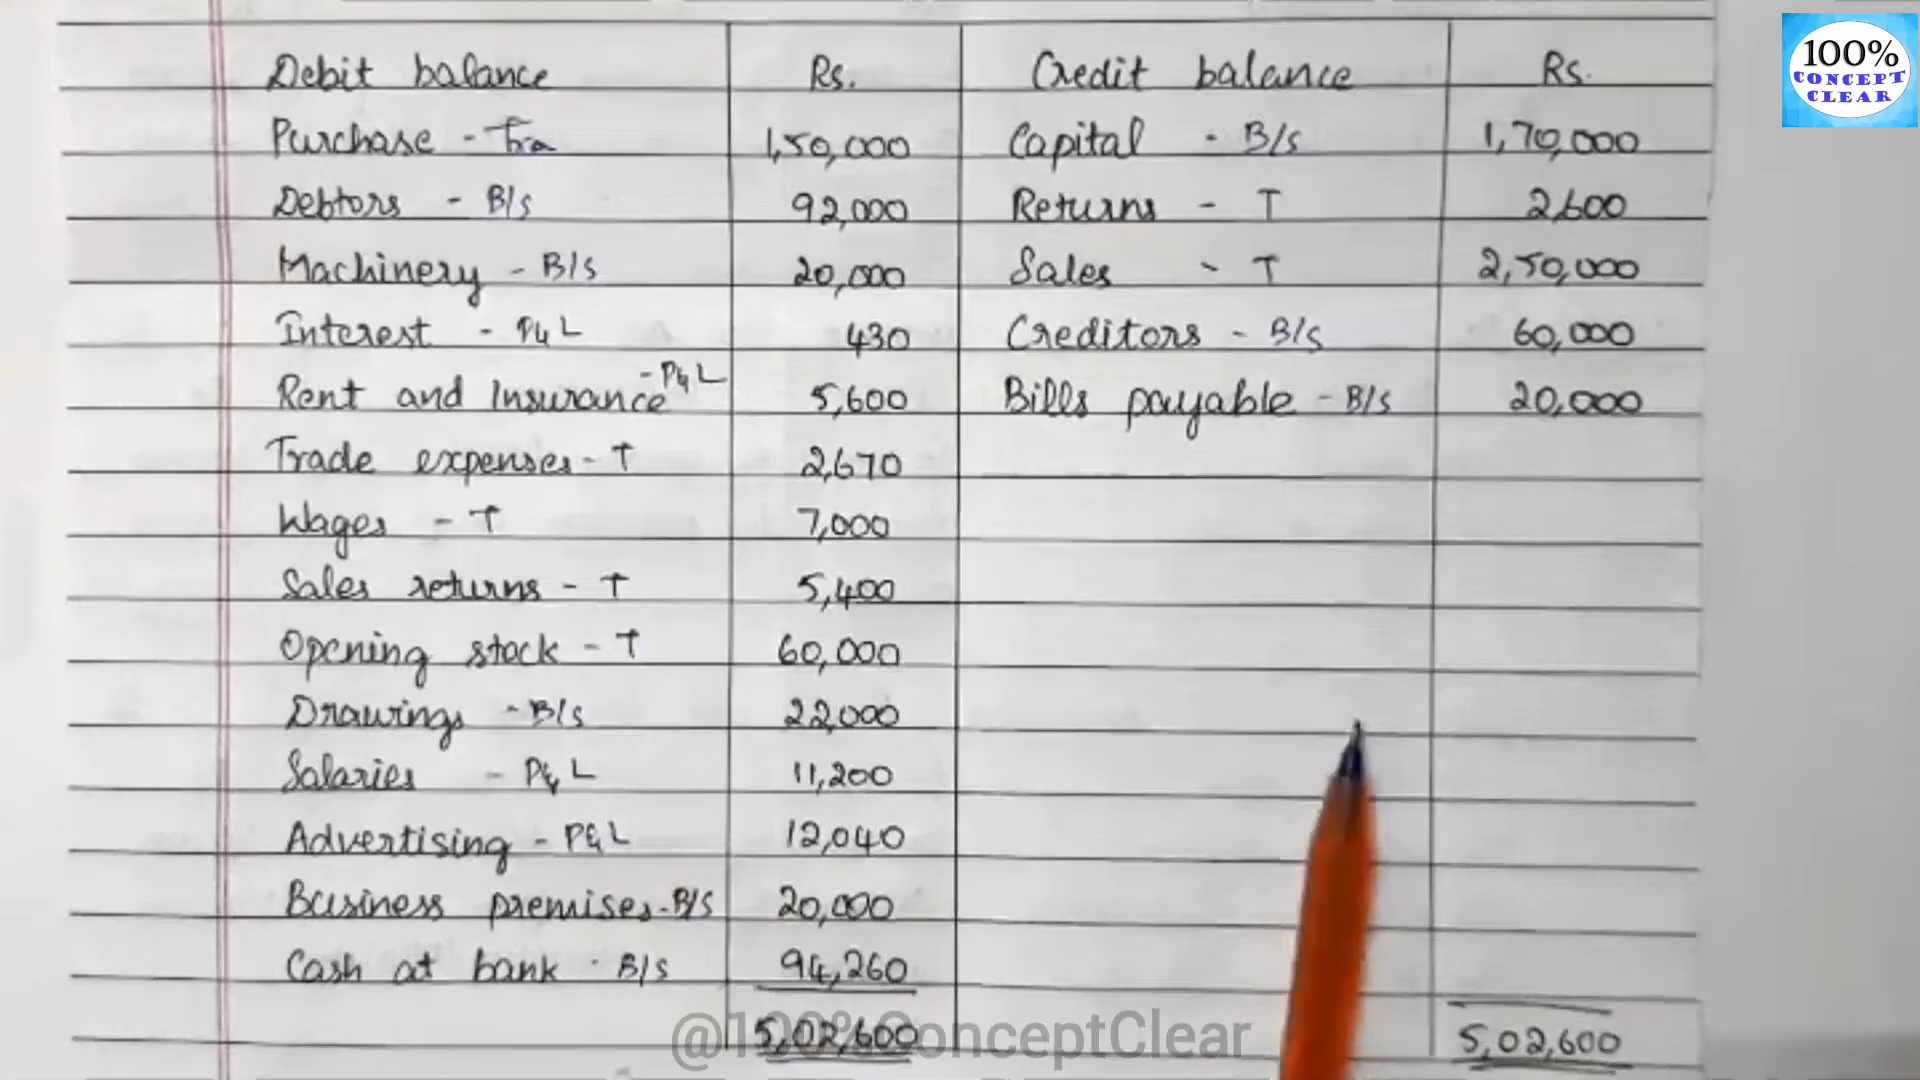 Debit balance Rs. Credit balance Rs.
Purchase - Tra 1,50,000 Capital - B/s 1,70,000
Debtors - B/s 92,000 Returns - T 2,600
Machinery - B/s 20,000 Sales - T 2,50,000
Interest - P&L 430 Creditors - B/s 60,000
Rent and Insurance - P&L 5,600 Bills payable - B/s 20,000
Trade expenses - T 2,670
Wages - T 7,000
Sales returns - T 5,400
Opening stock - T 60,000
Drawings - B/s 22,000
Salaries - P&L 11,200
Advertising - P&L 12,040
Business premises - B/s 20,000
Cash at bank - B/s 94,260
5,02,600 5,02,600
100%
CONCEPT
CLEAR
@100%ConceptClear